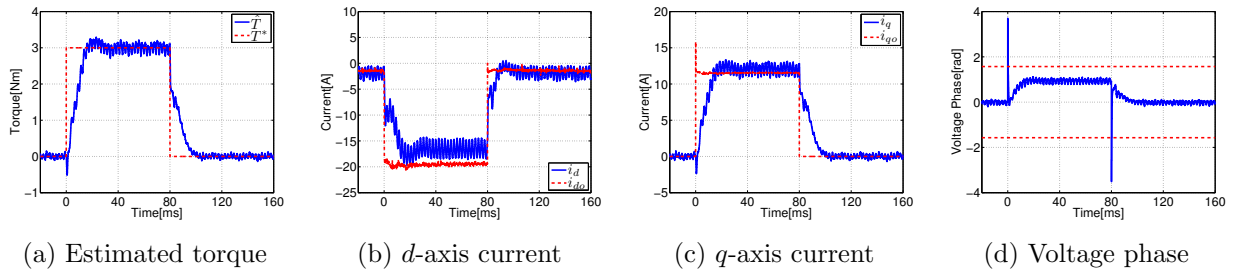 4
3
2
1
0
−1
0 40 80 120 160
Torque[Nm]
Time[ms]
T̂
T*
(a) Estimated torque
10
5
0
−5
−10
−15
−20
−25
0 40 80 120 160
Current[A]
Time[ms]
i_d
i_do
(b) d-axis current
20
15
10
5
0
−5
0 40 80 120 160
Current[A]
Time[ms]
i_q
i_qo
(c) q-axis current
4
2
0
−2
−4
0 40 80 120 160
Voltage Phase[rad]
Time[ms]
(d) Voltage phase